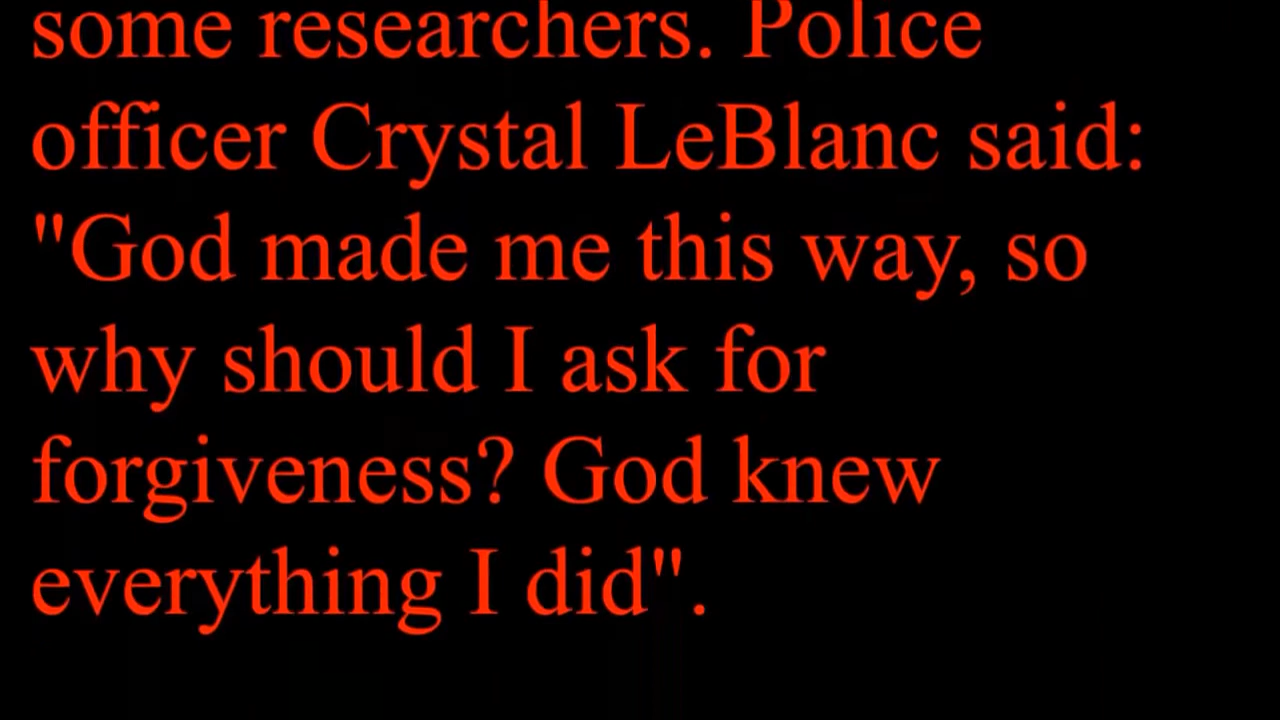 some researchers. Police
officer Crystal LeBlanc said:
"God made me this way, so
why should I ask for
forgiveness? God knew
everything I did".